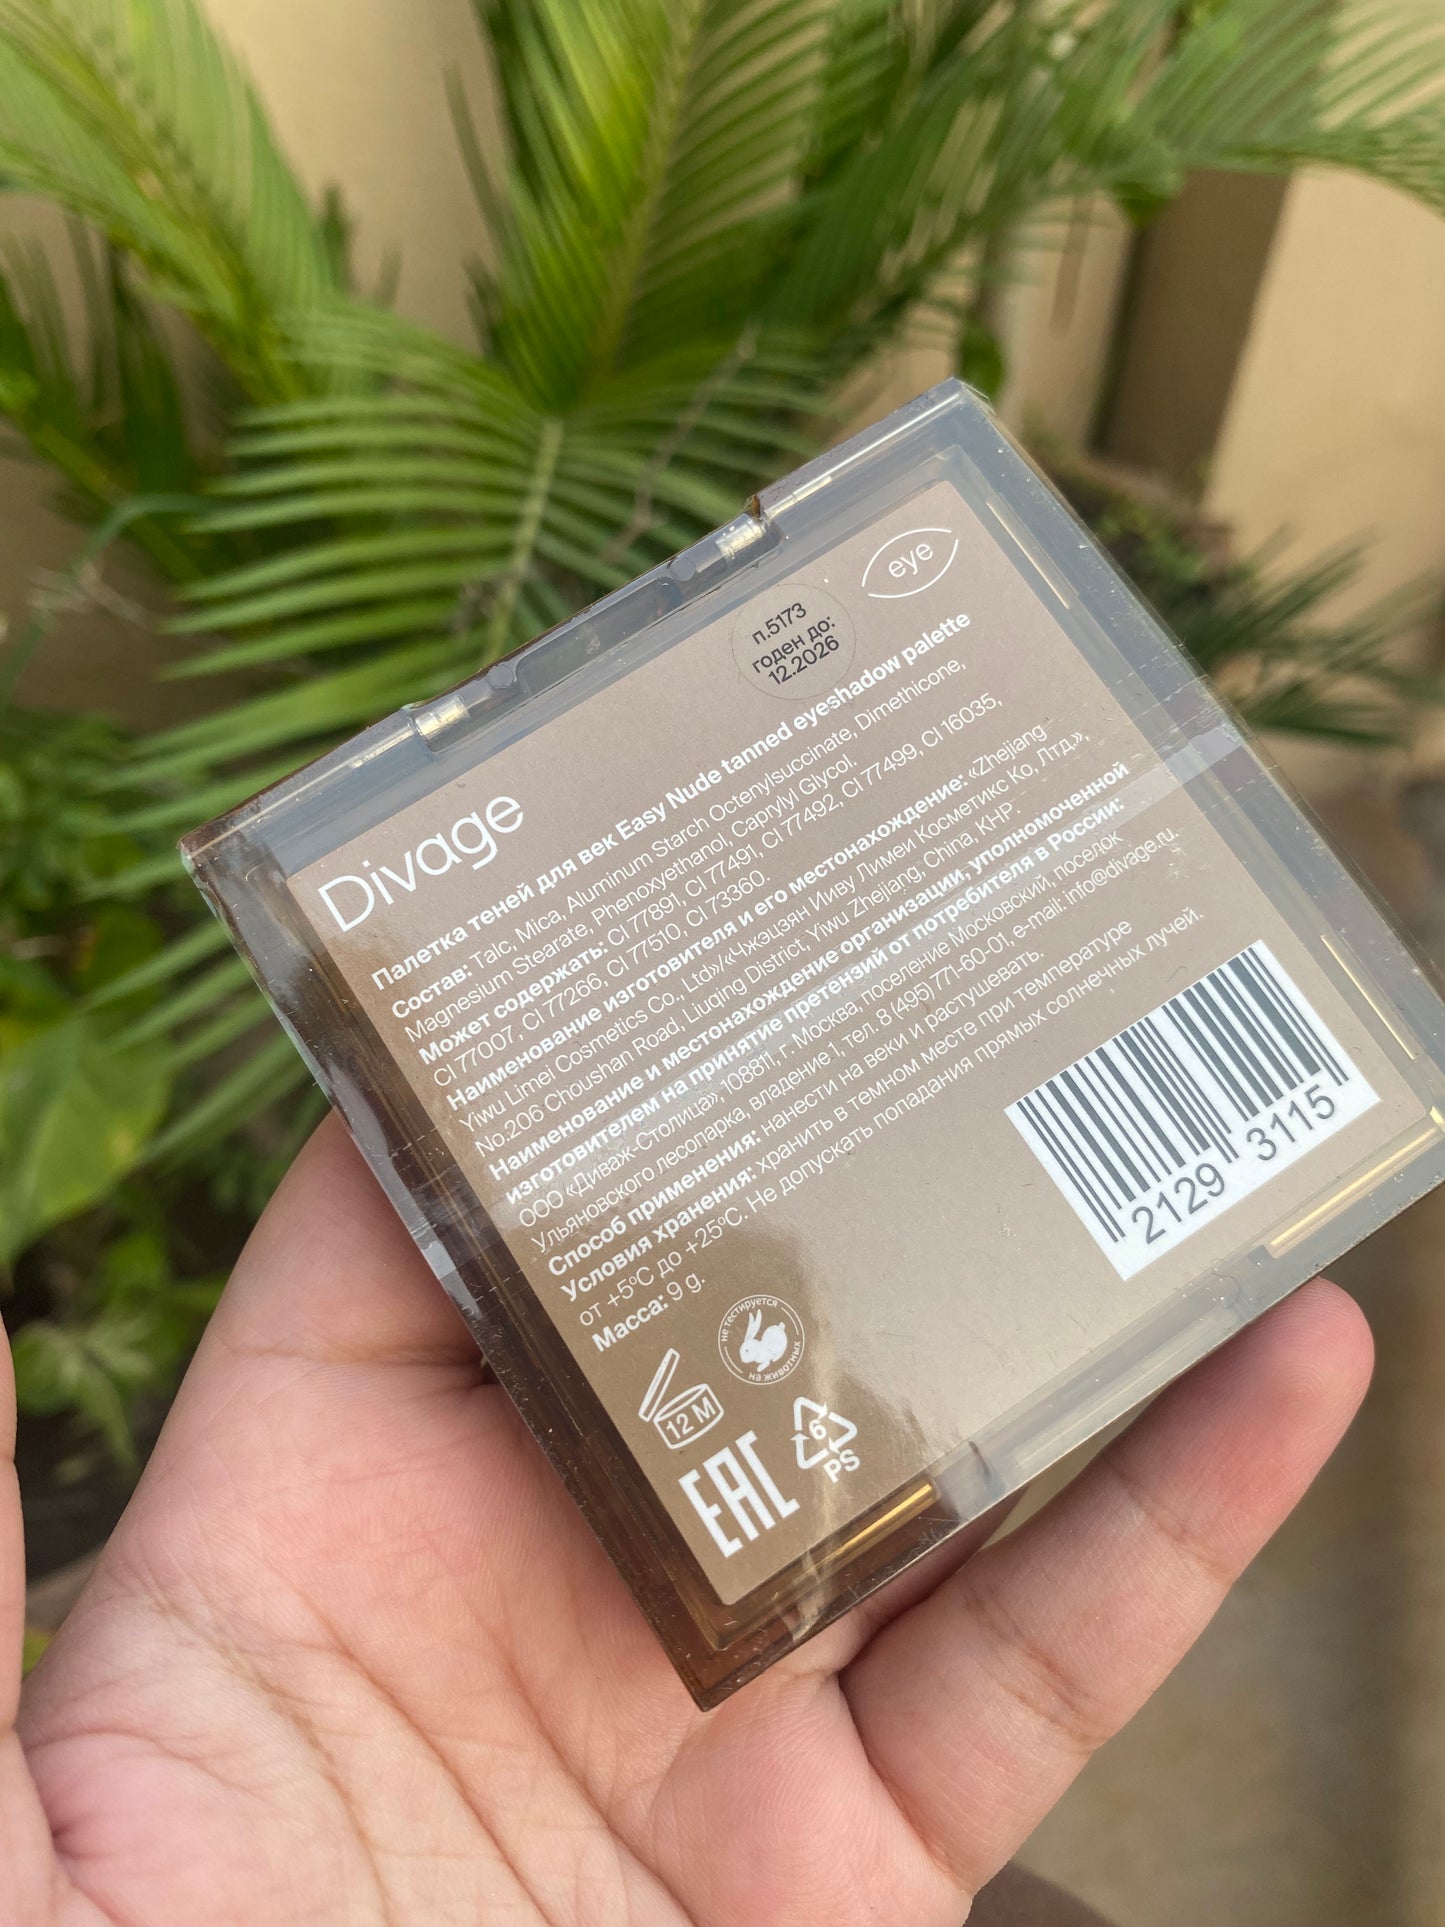 eye
п.5173
годен до:
12.2026
Divage
Палетка теней для век Easy Nude tanned eyeshadow palette
Состав: Talc, Mica, Aluminum Starch Octenylsuccinate, Dimethicone,
Magnesium Stearate, Phenoxyethanol, Caprylyl Glycol.
Может содержать: CI 77891, CI 77491, CI 77492, CI 77499, CI 16035,
CI 77007, CI 77266, CI 77510, CI 73360.
Наименование изготовителя и его местонахождение: «Zhejiang
Yiwu Limei Cosmetics Co., Ltd»/«Чжэцзян Ииву Лимеи Косметикс Ко, Лтд.»,
No.206 Choushan Road, Liuqing District, Yiwu Zhejiang, China, КНР.
Наименование и местонахождение организации, уполномоченной
изготовителем на принятие претензий от потребителя в России:
ООО «Диваж-Столица», 108811, г. Москва, поселение Московский, поселок
Ульяновского лесопарка, владение 1, тел. 8 (495) 771-60-01, e-mail: info@divage.ru.
Способ применения: нанести на веки и растушевать.
Условия хранения: хранить в темном месте при температуре
от +5°C до +25°C. Не допускать попадания прямых солнечных лучей.
Масса: 9 g.
2129 3115
не тестируется
на животных
12 M
6
PS
EAC